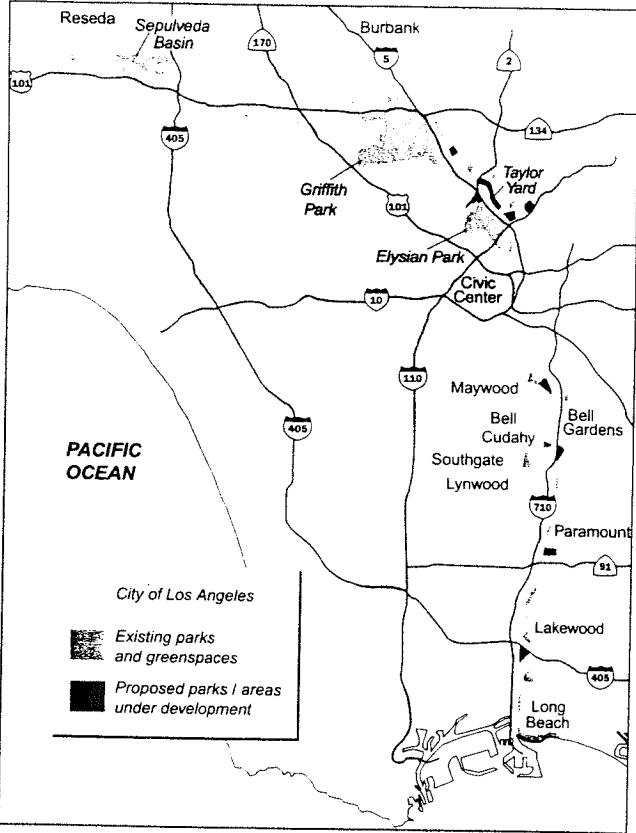 Reseda
Sepulveda
Basin
170
Burbank
5
2
101
405
134
Griffith
Park
101
Taylor
Yard
Elysian Park
Civic
Center
10
110
Maywood
Bell
Cudahy
Bell
Gardens
405
Southgate
Lynwood
PACIFIC
OCEAN
710
Paramount
91
City of Los Angeles
Existing parks
and greenspaces
Proposed parks / areas
under development
Lakewood
405
Long
Beach